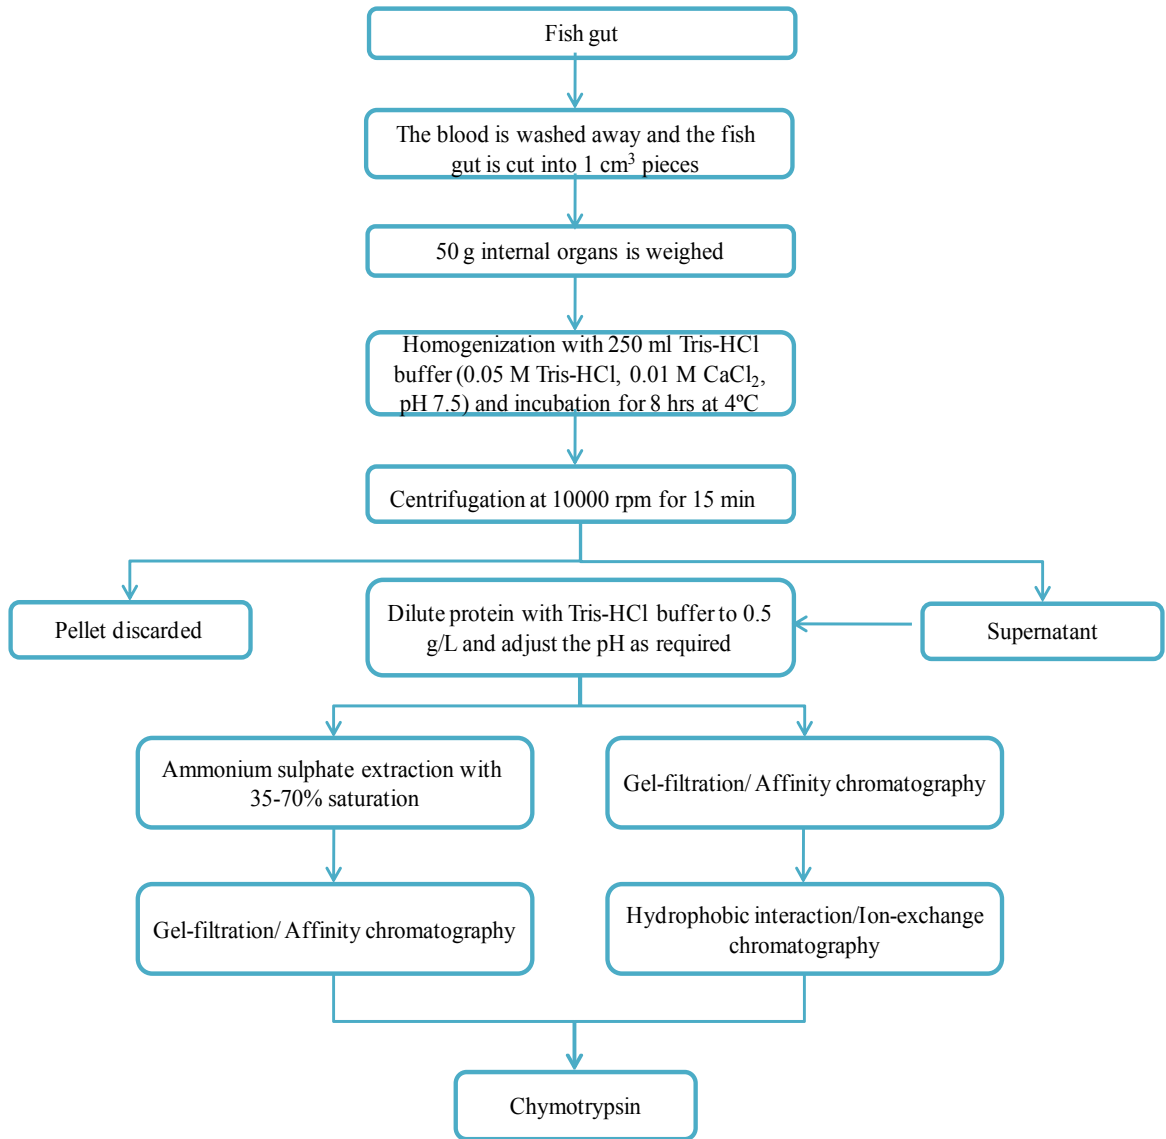 Fish gut
The blood is washed away and the fish
gut is cut into 1 cm³ pieces
50 g internal organs is weighed
Homogenization with 250 ml Tris-HCl
buffer (0.05 M Tris-HCl, 0.01 M CaCl₂,
pH 7.5) and incubation for 8 hrs at 4ºC
Centrifugation at 10000 rpm for 15 min
Pellet discarded
Dilute protein with Tris-HCl buffer to 0.5
g/L and adjust the pH as required
Supernatant
Ammonium sulphate extraction with
35-70% saturation
Gel-filtration/ Affinity chromatography
Gel-filtration/ Affinity chromatography
Hydrophobic interaction/Ion-exchange
chromatography
Chymotrypsin